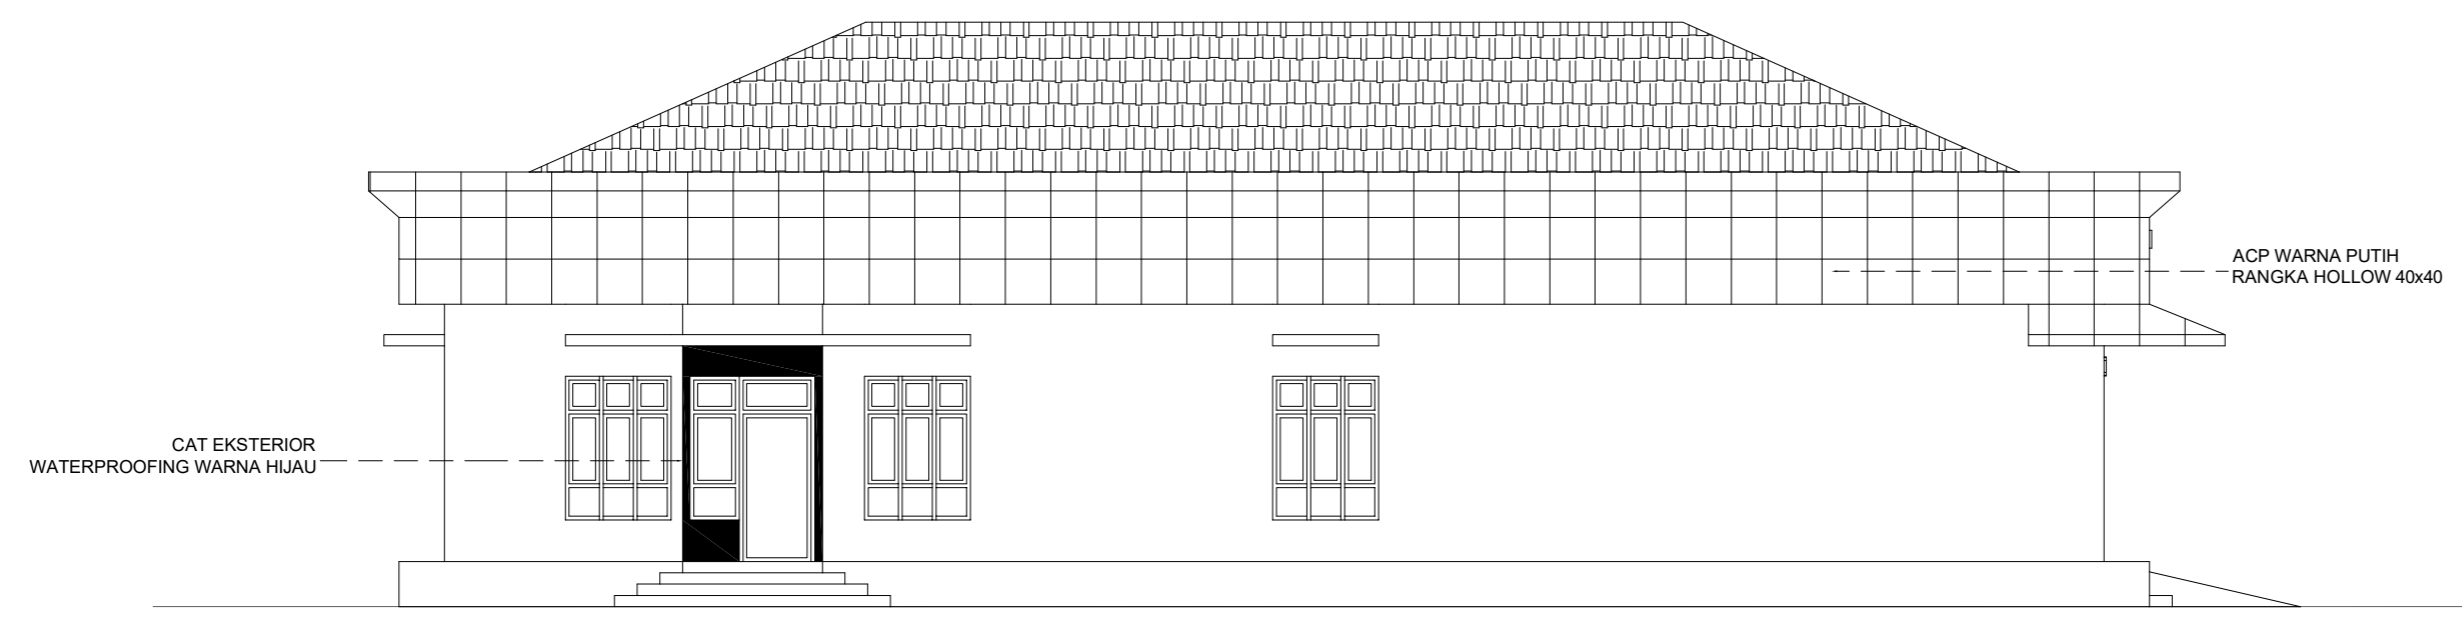 ACP WARNA PUTIH
RANGKA HOLLOW 40x40
CAT EKSTERIOR
WATERPROOFING WARNA HIJAU